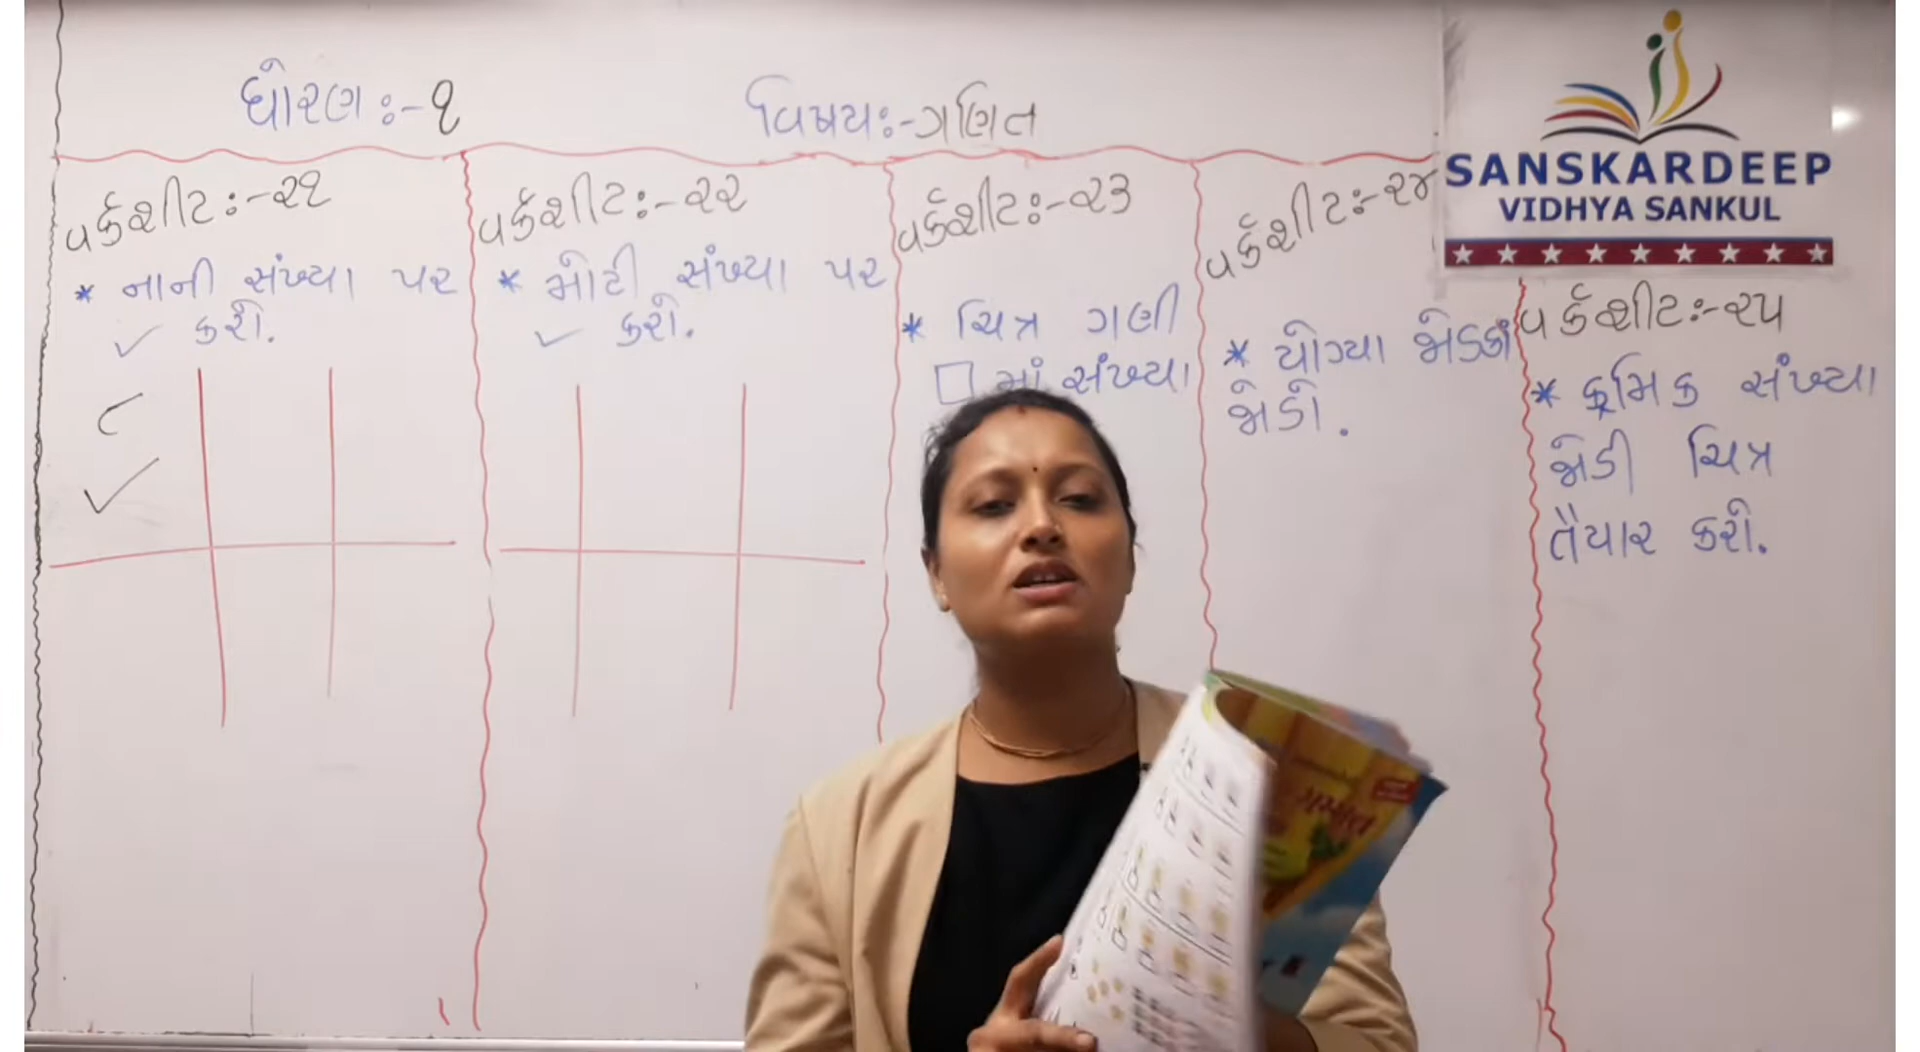 ધોરણ:-૧
વિષય:-ગણિત
SANSKARDEEP
VIDHYA SANKUL
વર્કશીટ:-૨૧
* નાની સંખ્યા પર
✓ કરો.
વર્કશીટ:-૨૨
* મોટી સંખ્યા પર
✓ કરો.
વર્કશીટ:-૨૩
* ચિત્ર ગણી
□ માં સંખ્યા
વર્કશીટ:-૨૪
* યોગ્યા જોડકાં
જોડો.
વર્કશીટ:-૨૫
* ક્રમિક સંખ્યા
જોડી ચિત્ર
તૈયાર કરો.